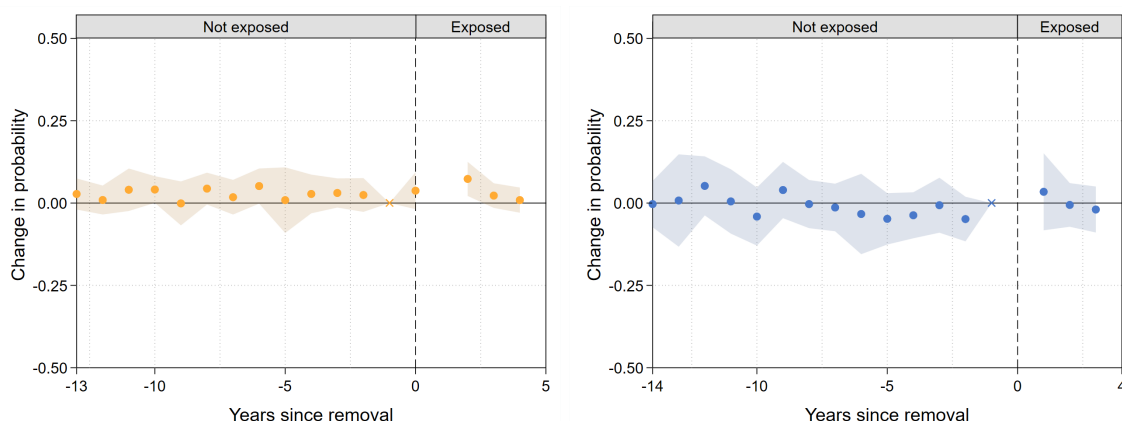 Not exposed Exposed
0.50
0.25
0.00
-0.25
-0.50
Change in probability
-13 -10 -5 0 5
Years since removal
Not exposed Exposed
0.50
0.25
0.00
-0.25
-0.50
Change in probability
-14 -10 -5 0 4
Years since removal